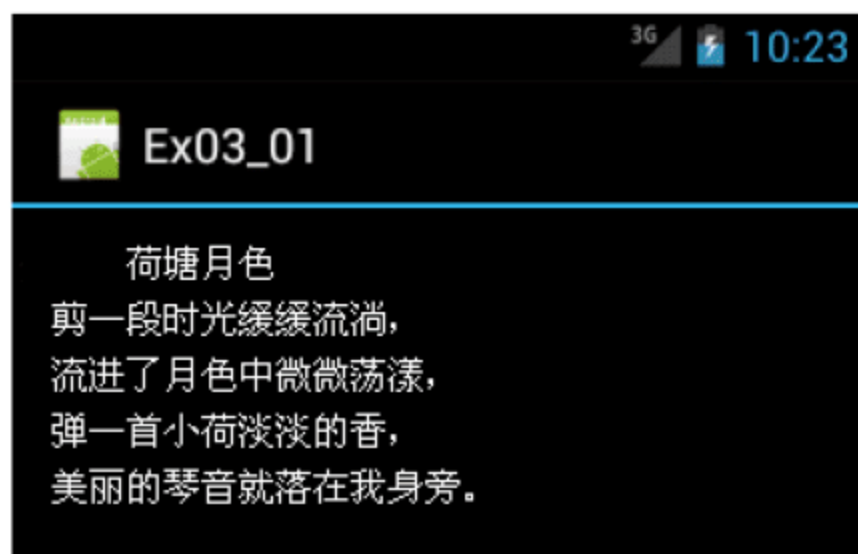 3G 10:23
Ex03_01
荷塘月色
剪一段时光缓缓流淌，
流进了月色中微微荡漾，
弹一首小荷淡淡的香，
美丽的琴音就落在我身旁。